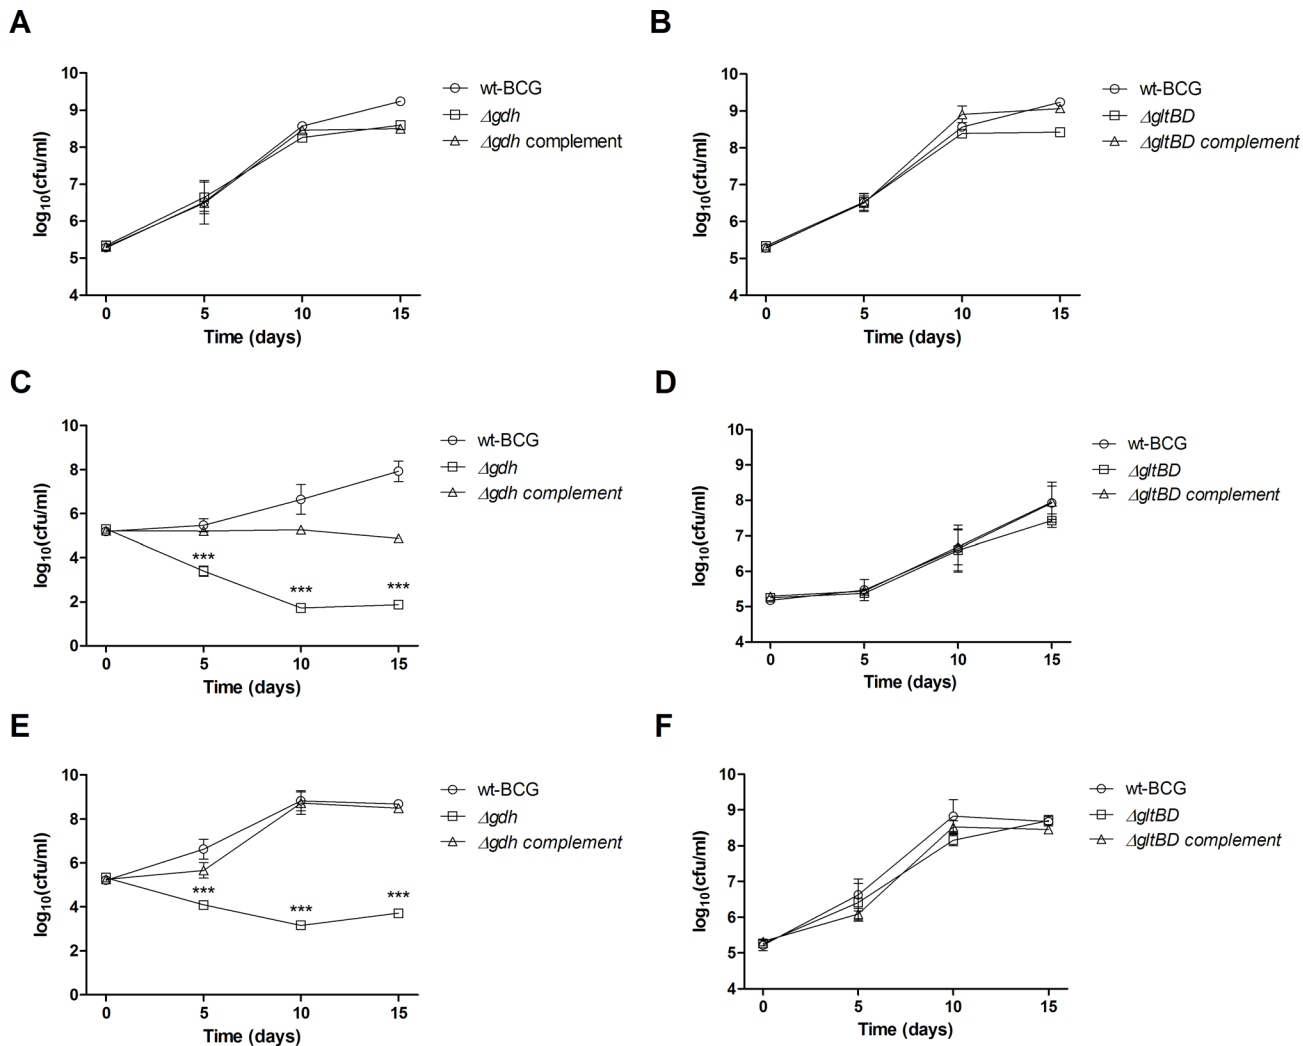 A
10
9
8
7
6
5
4
log10(cfu/ml)
0 5 10 15
Time (days)
wt-BCG
Δgdh
Δgdh complement
B
10
9
8
7
6
5
4
log10(cfu/ml)
0 5 10 15
Time (days)
wt-BCG
ΔgltBD
ΔgltBD complement
C
10
8
6
4
2
0
log10(cfu/ml)
*** *** ***
0 5 10 15
Time (days)
wt-BCG
Δgdh
Δgdh complement
D
10
9
8
7
6
5
4
log10(cfu/ml)
0 5 10 15
Time (days)
wt-BCG
ΔgltBD
ΔgltBD complement
E
10
8
6
4
2
0
log10(cfu/ml)
*** *** ***
0 5 10 15
Time (days)
wt-BCG
Δgdh
Δgdh complement
F
10
9
8
7
6
5
4
log10(cfu/ml)
0 5 10 15
Time (days)
wt-BCG
ΔgltBD
ΔgltBD complement